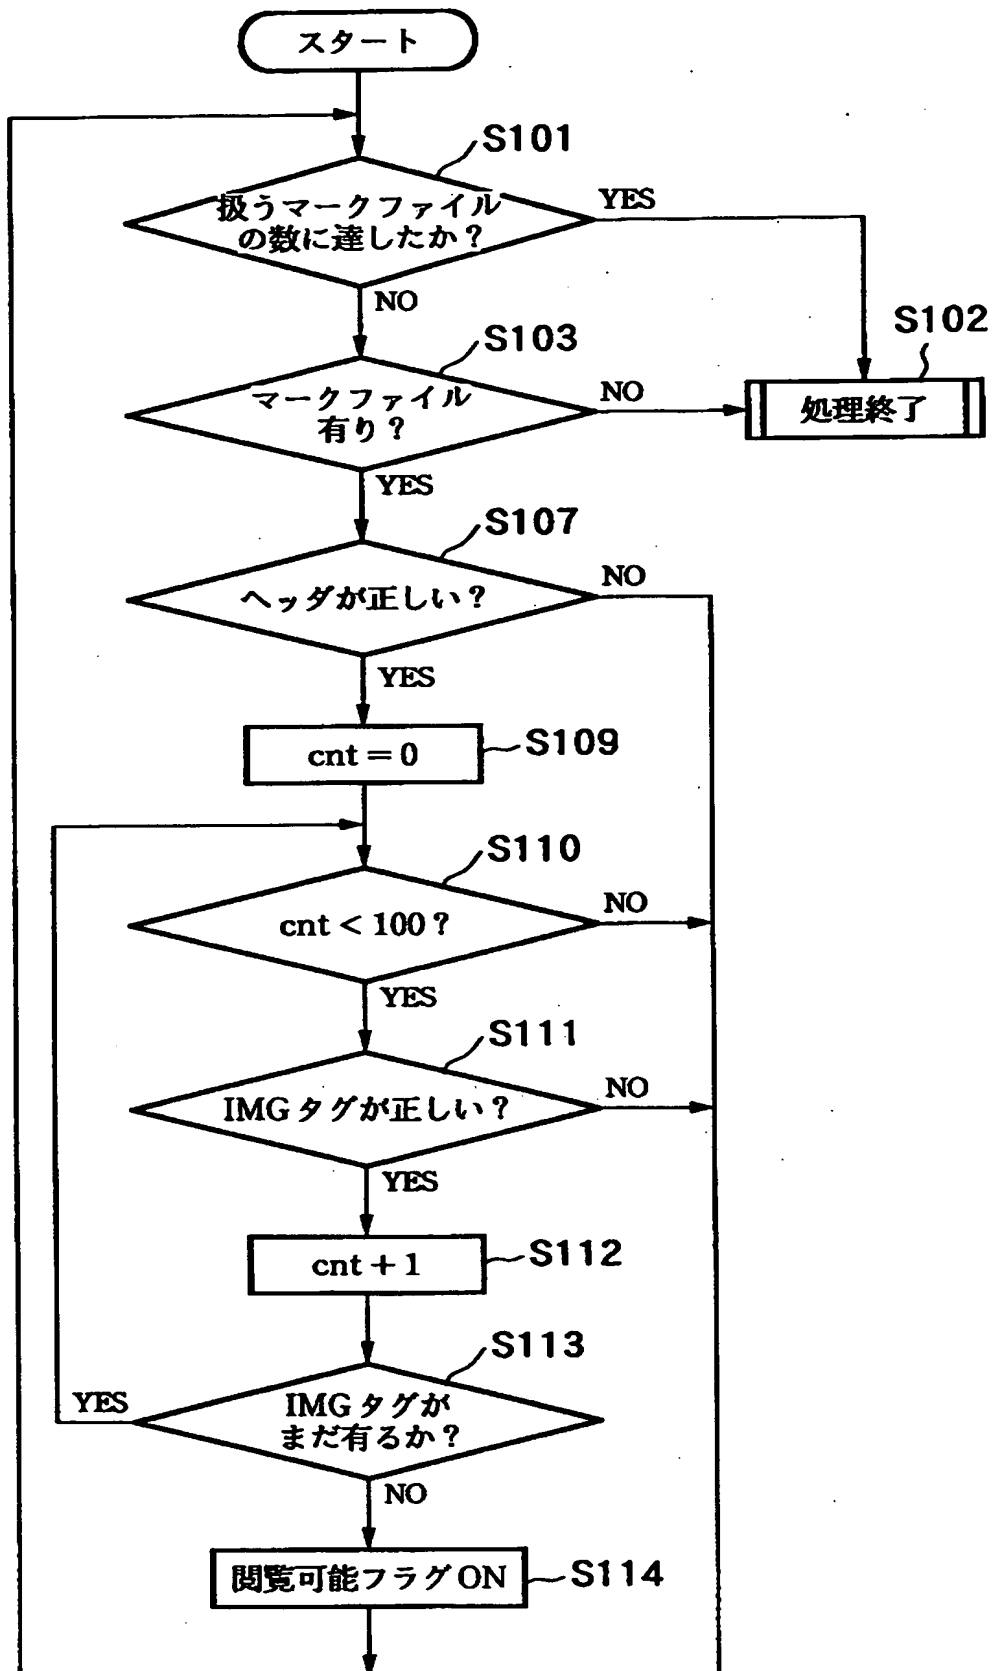 スタート
S101
扱うマークファイル
の数に達したか？
YES
NO
S102
処理終了
S103
マークファイル
有り？
NO
YES
S107
ヘッダが正しい？
NO
YES
cnt = 0
S109
S110
cnt < 100？
NO
YES
S111
IMGタグが正しい？
NO
YES
cnt + 1
S112
S113
IMGタグが
まだ有るか？
YES
NO
閲覧可能フラグON
S114